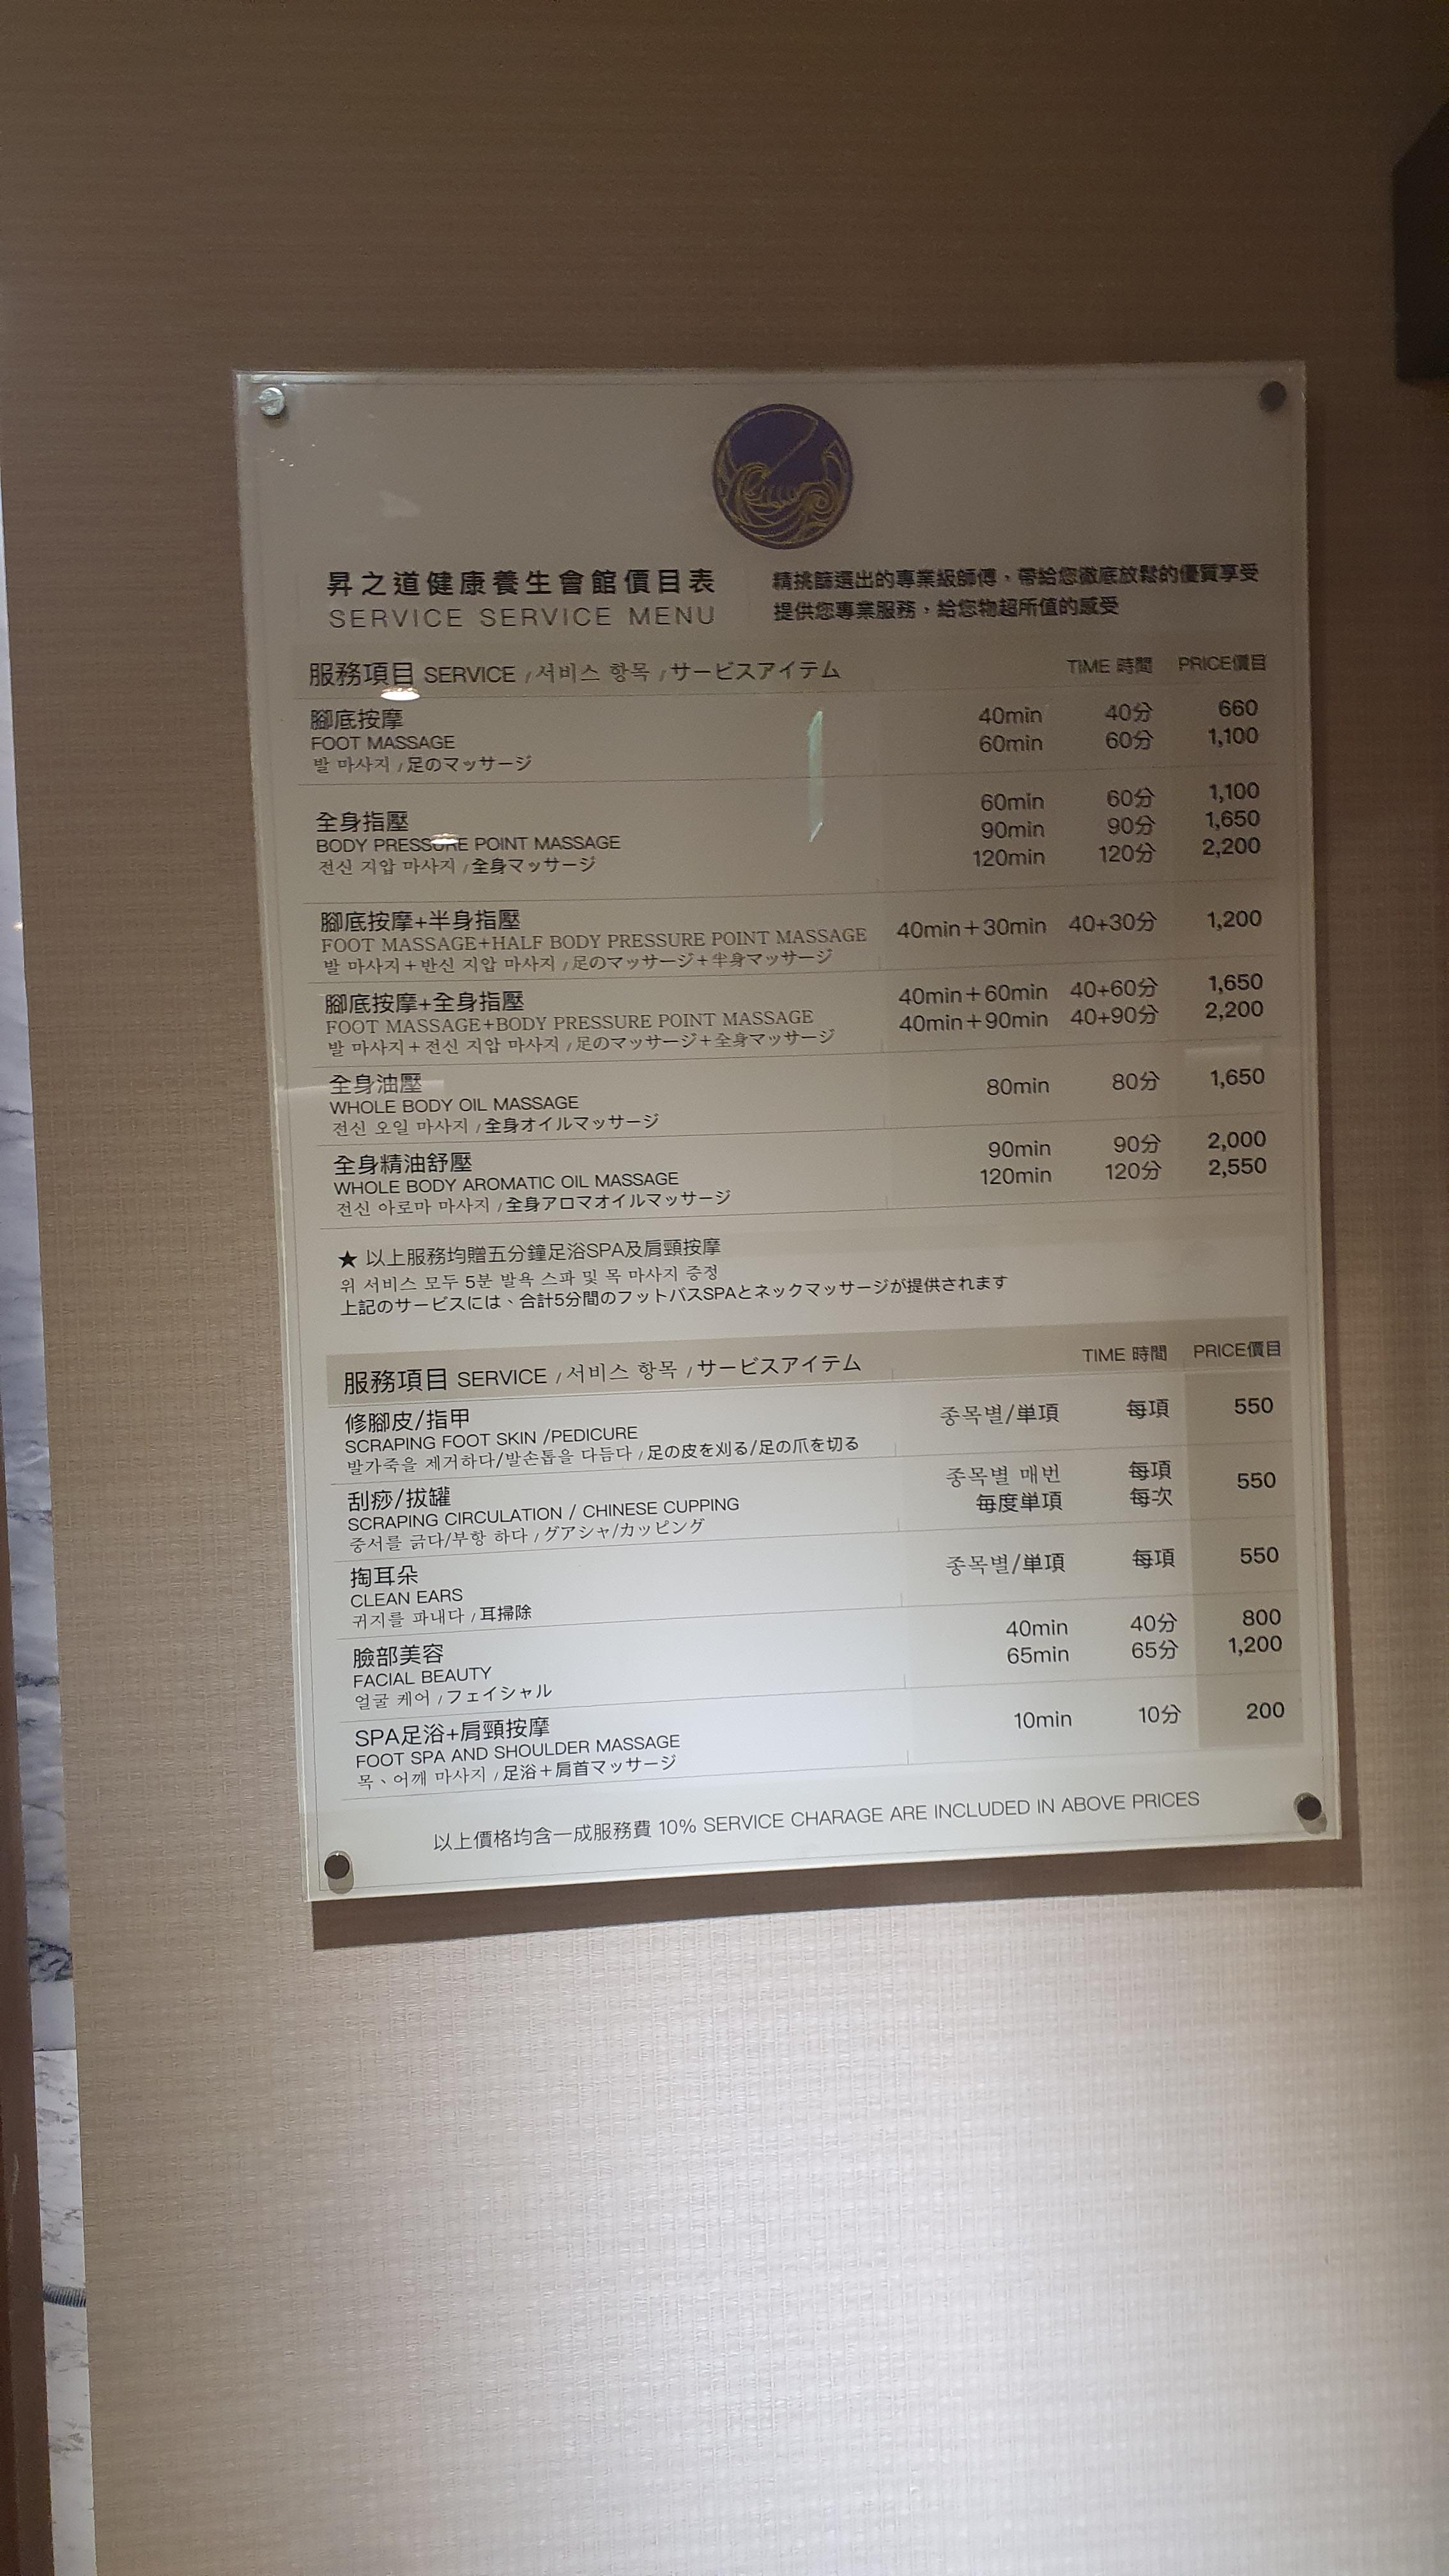 昇之道健康養生會館價目表
SERVICE SERVICE MENU
精挑篩選出的專業級師傅，帶給您徹底放鬆的優質享受
提供您專業服務，給您物超所值的感受
服務項目 SERVICE /서비스 항목 /サービスアイテム TIME 時間 PRICE價目
腳底按摩
FOOT MASSAGE
발 마사지 /足のマッサージ
40min 40分 660
60min 60分 1,100
全身指壓
BODY PRESSURE POINT MASSAGE
전신 지압 마사지 /全身マッサージ
60min 60分 1,100
90min 90分 1,650
120min 120分 2,200
腳底按摩+半身指壓
FOOT MASSAGE+HALF BODY PRESSURE POINT MASSAGE
발 마사지+반신 지압 마사지 /足のマッサージ+半身マッサージ
40min+30min 40+30分 1,200
腳底按摩+全身指壓
FOOT MASSAGE+BODY PRESSURE POINT MASSAGE
발 마사지+전신 지압 마사지 /足のマッサージ+全身マッサージ
40min+60min 40+60分 1,650
40min+90min 40+90分 2,200
全身油壓
WHOLE BODY OIL MASSAGE
전신 오일 마사지 /全身オイルマッサージ
80min 80分 1,650
全身精油舒壓
WHOLE BODY AROMATIC OIL MASSAGE
전신 아로마 마사지 /全身アロマオイルマッサージ
90min 90分 2,000
120min 120分 2,550
★ 以上服務均贈五分鐘足浴SPA及肩頸按摩
위 서비스 모두 5분 발욕 스파 및 목 마사지 증정
上記のサービスには、合計5分間のフットバスSPAとネックマッサージが提供されます
服務項目 SERVICE /서비스 항목 /サービスアイテム TIME 時間 PRICE價目
修腳皮/指甲
SCRAPING FOOT SKIN /PEDICURE
발가죽을 제거하다/발손톱을 다듬다 /足の皮を刈る/足の爪を切る
종목별/単項 每項 550
刮痧/拔罐
SCRAPING CIRCULATION / CHINESE CUPPING
중서를 긁다/부항 하다 /グアシャ/カッピング
종목별 매번 每項
毎度単項 每次
550
掏耳朵
CLEAN EARS
귀지를 파내다 /耳掃除
종목별/単項 每項 550
臉部美容
FACIAL BEAUTY
얼굴 케어 /フェイシャル
40min 40分 800
65min 65分 1,200
SPA足浴+肩頸按摩
FOOT SPA AND SHOULDER MASSAGE
목、어깨 마사지 /足浴+肩首マッサージ
10min 10分 200
以上價格均含一成服務費 10% SERVICE CHARAGE ARE INCLUDED IN ABOVE PRICES